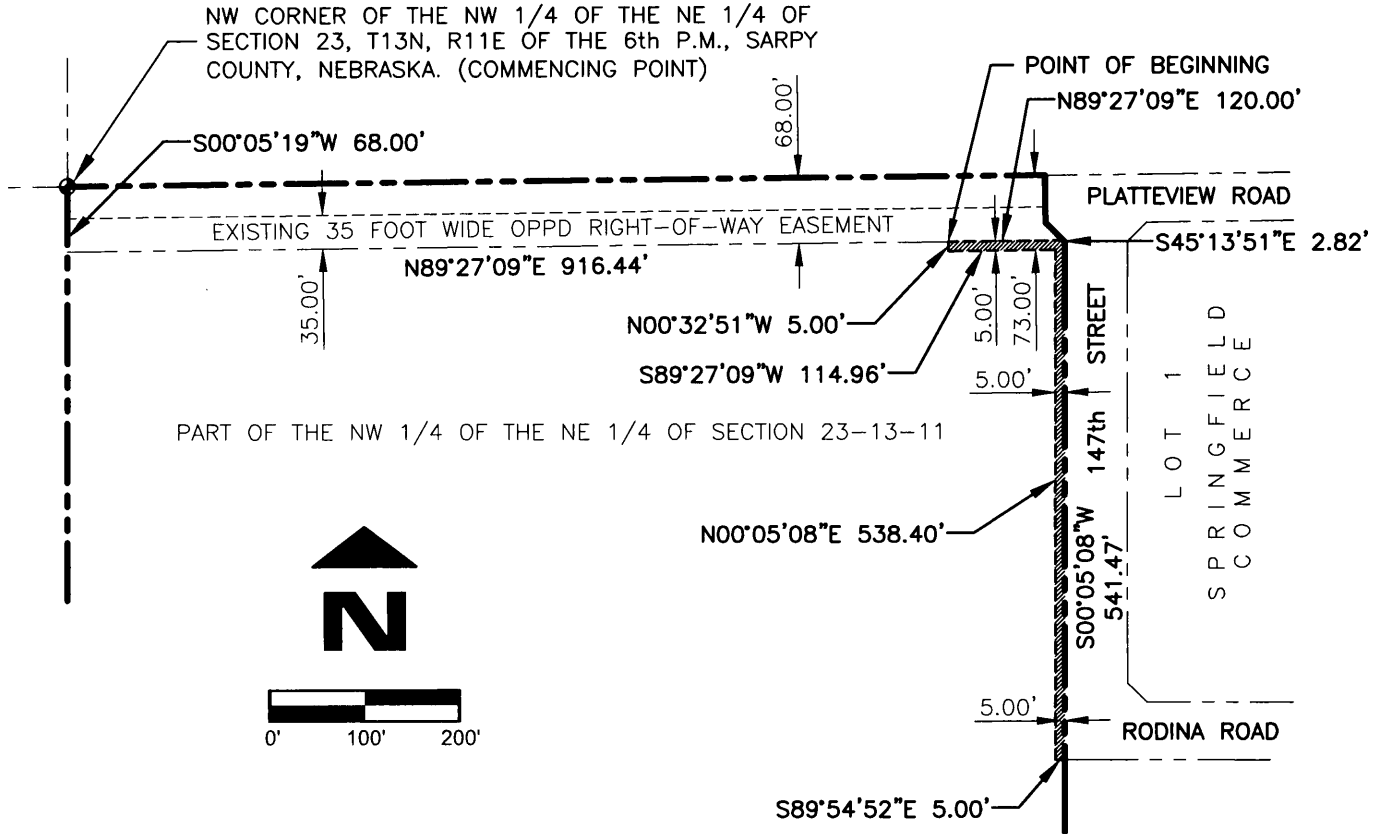 NW CORNER OF THE NW 1/4 OF THE NE 1/4 OF
SECTION 23, T13N, R11E OF THE 6th P.M., SARPY
COUNTY, NEBRASKA. (COMMENCING POINT)
POINT OF BEGINNING
N89°27'09"E 120.00'
68.00'
S00°05'19"W 68.00'
PLATTEVIEW ROAD
EXISTING 35 FOOT WIDE OPPD RIGHT-OF-WAY EASEMENT
S45°13'51"E 2.82'
N89°27'09"E 916.44'
35.00'
N00°32'51"W 5.00'
5.00'
73.00'
S89°27'09"W 114.96'
5.00'
147th STREET
LOT 1
SPRINGFIELD
COMMERCE
PART OF THE NW 1/4 OF THE NE 1/4 OF SECTION 23-13-11
N00°05'08"E 538.40'
S00°05'08"W
541.47'
N
0' 100' 200'
5.00'
RODINA ROAD
S89°54'52"E 5.00'